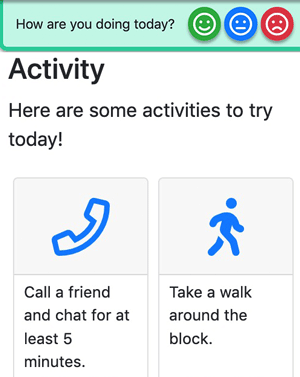 How are you doing today?
Activity
Here are some activities to try
today!
Call a friend
and chat for at
least 5
minutes.
Take a walk
around the
block.